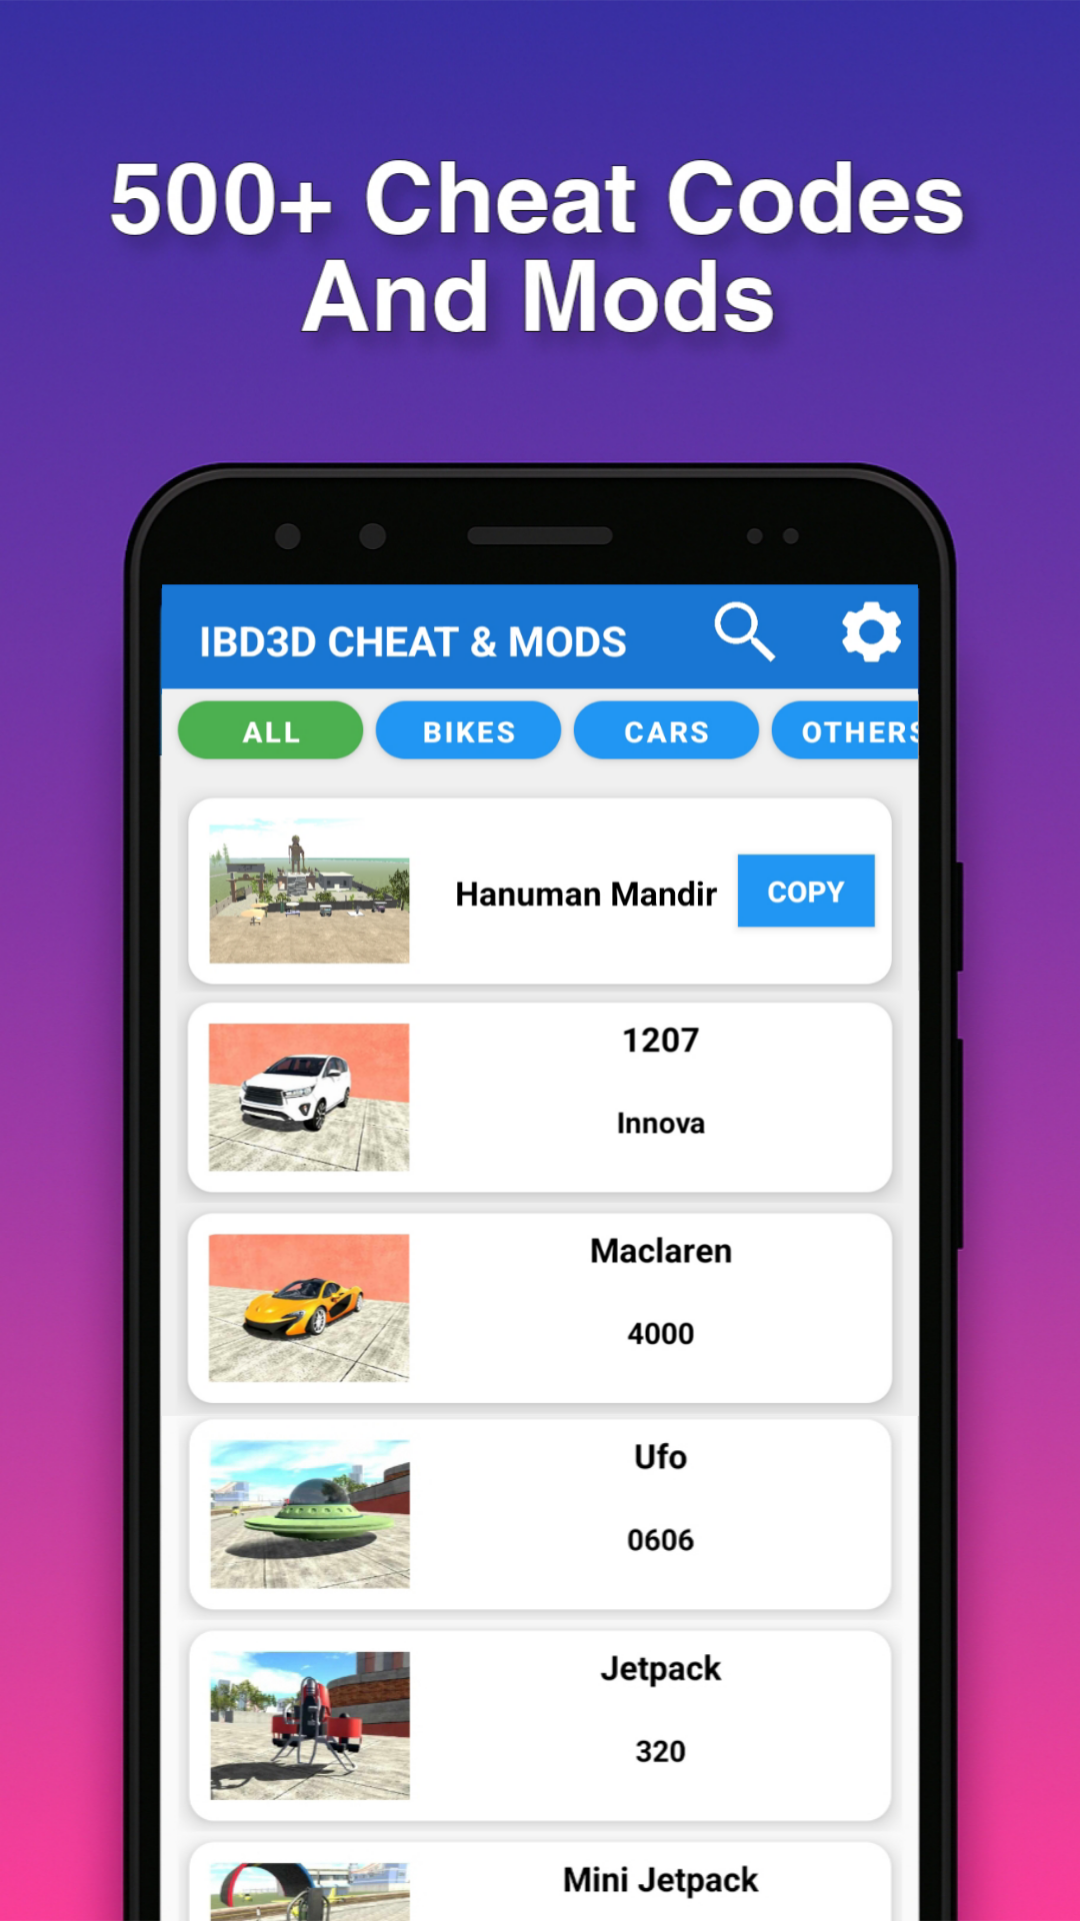 500+ Cheat Codes
And Mods
IBD3D CHEAT & MODS
ALL BIKES CARS OTHERS
Hanuman Mandir COPY
1207
Innova
Maclaren
4000
Ufo
0606
Jetpack
320
Mini Jetpack